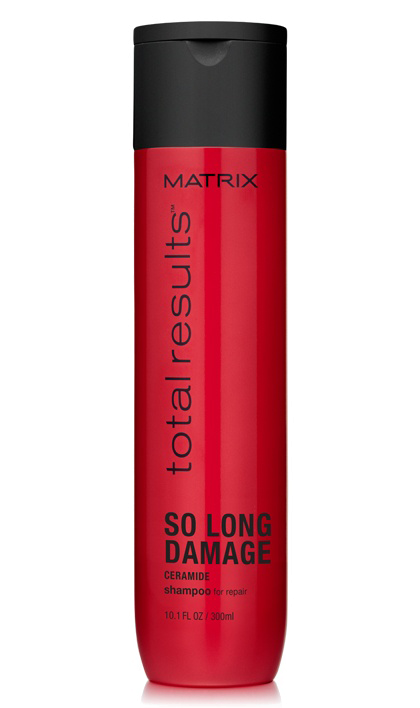 MATRIX
total results™
SO LONG
DAMAGE
CERAMIDE
shampoo for repair
10.1 FL OZ / 300ml